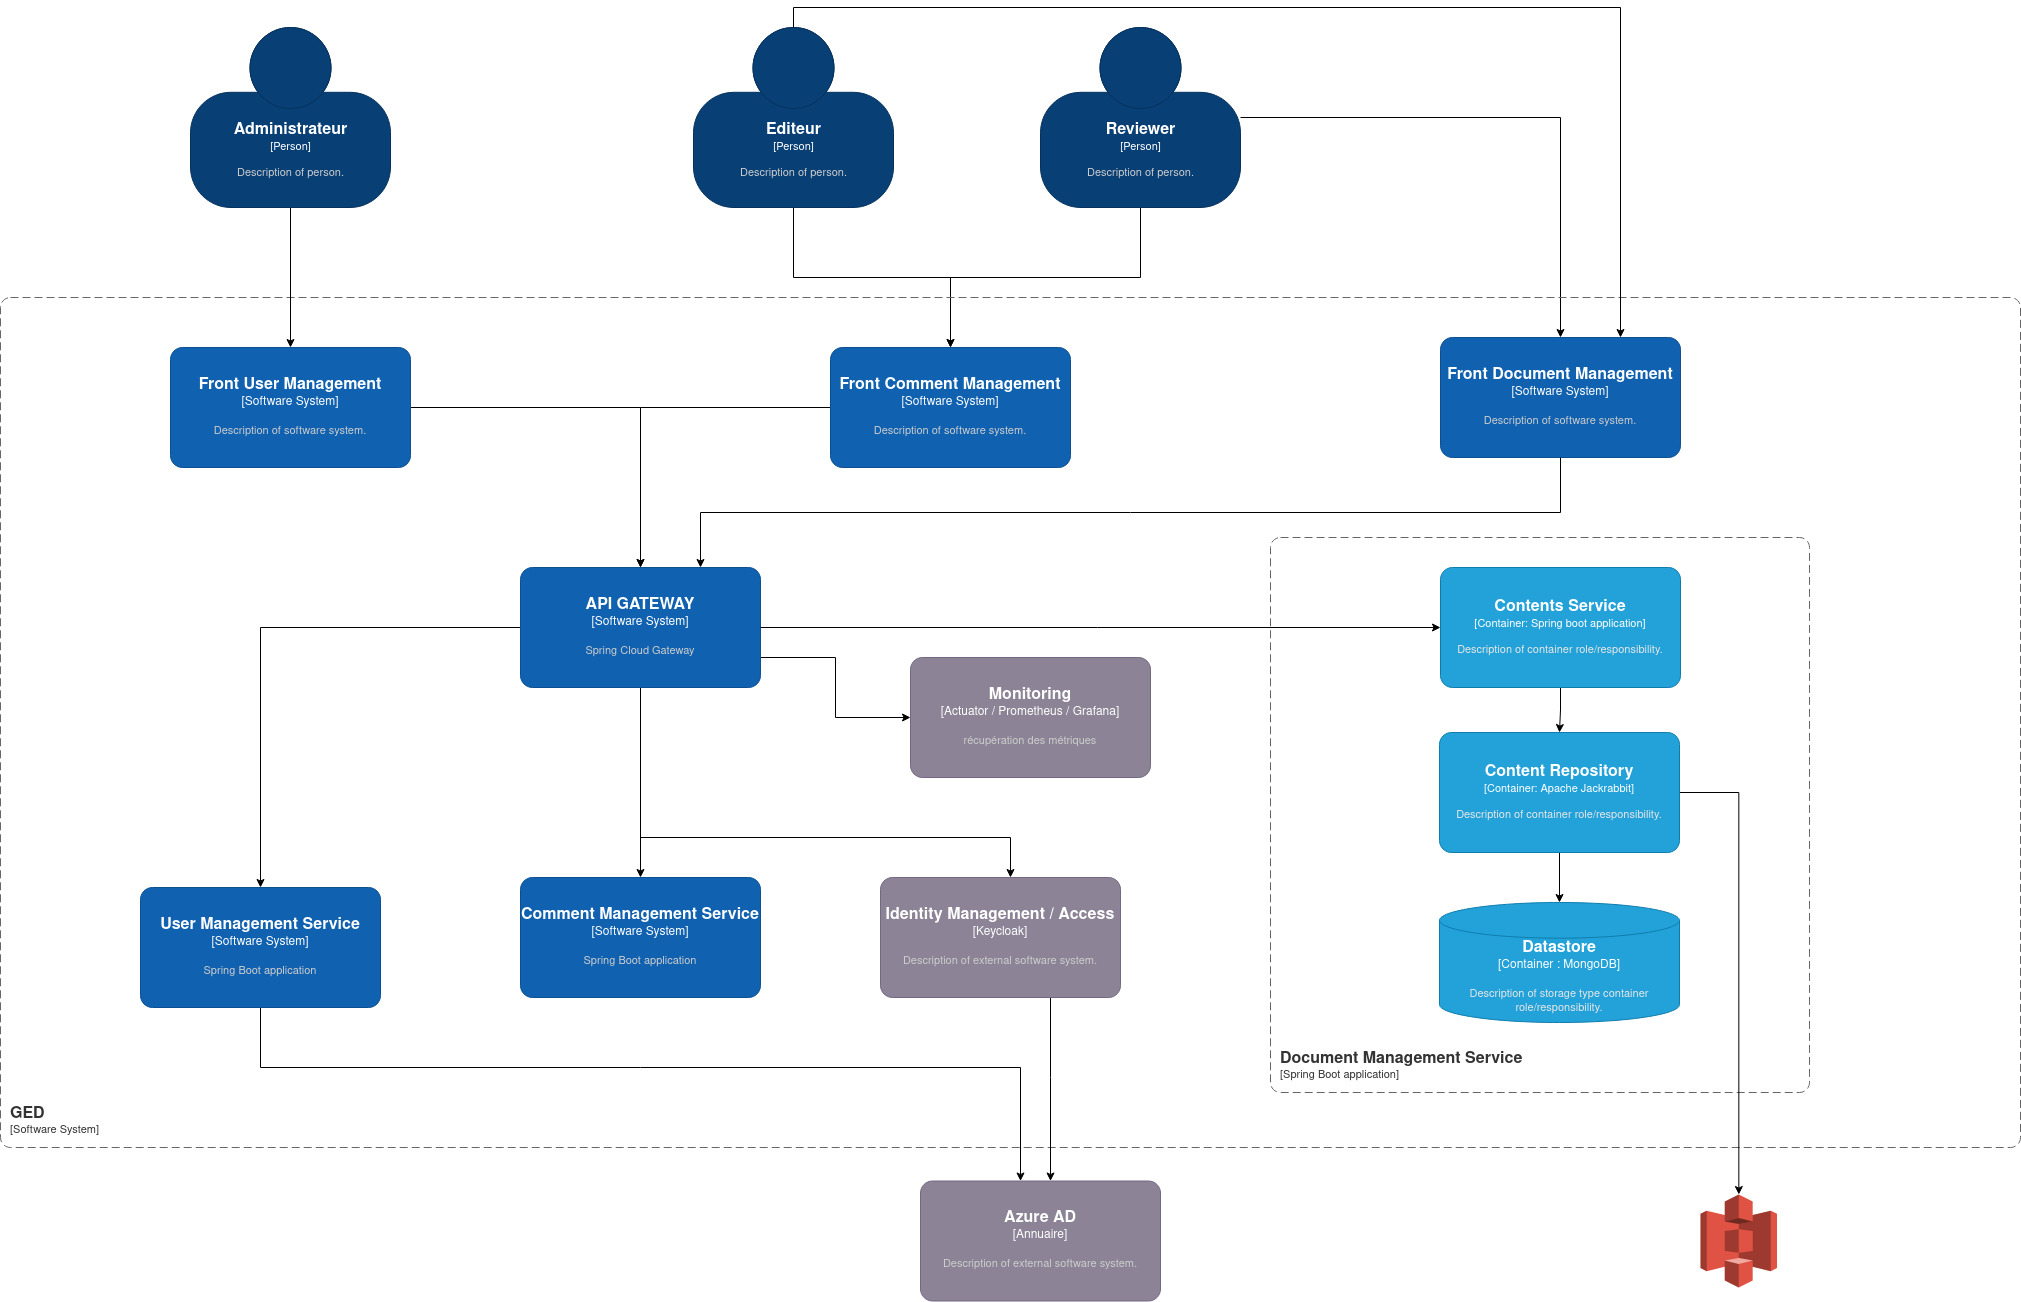 Administrateur
[Person]
Description of person.
Editeur
[Person]
Description of person.
Reviewer
[Person]
Description of person.
Front User Management
[Software System]
Description of software system.
Front Comment Management
[Software System]
Description of software system.
Front Document Management
[Software System]
Description of software system.
API GATEWAY
[Software System]
Spring Cloud Gateway
Contents Service
[Container: Spring boot application]
Description of container role/responsibility.
Monitoring
[Actuator / Prometheus / Grafana]
récupération des métriques
Content Repository
[Container: Apache Jackrabbit]
Description of container role/responsibility.
User Management Service
[Software System]
Spring Boot application
Comment Management Service
[Software System]
Spring Boot application
Identity Management / Access
[Keycloak]
Description of external software system.
Datastore
[Container : MongoDB]
Description of storage type container
role/responsibility.
Document Management Service
[Spring Boot application]
GED
[Software System]
Azure AD
[Annuaire]
Description of external software system.